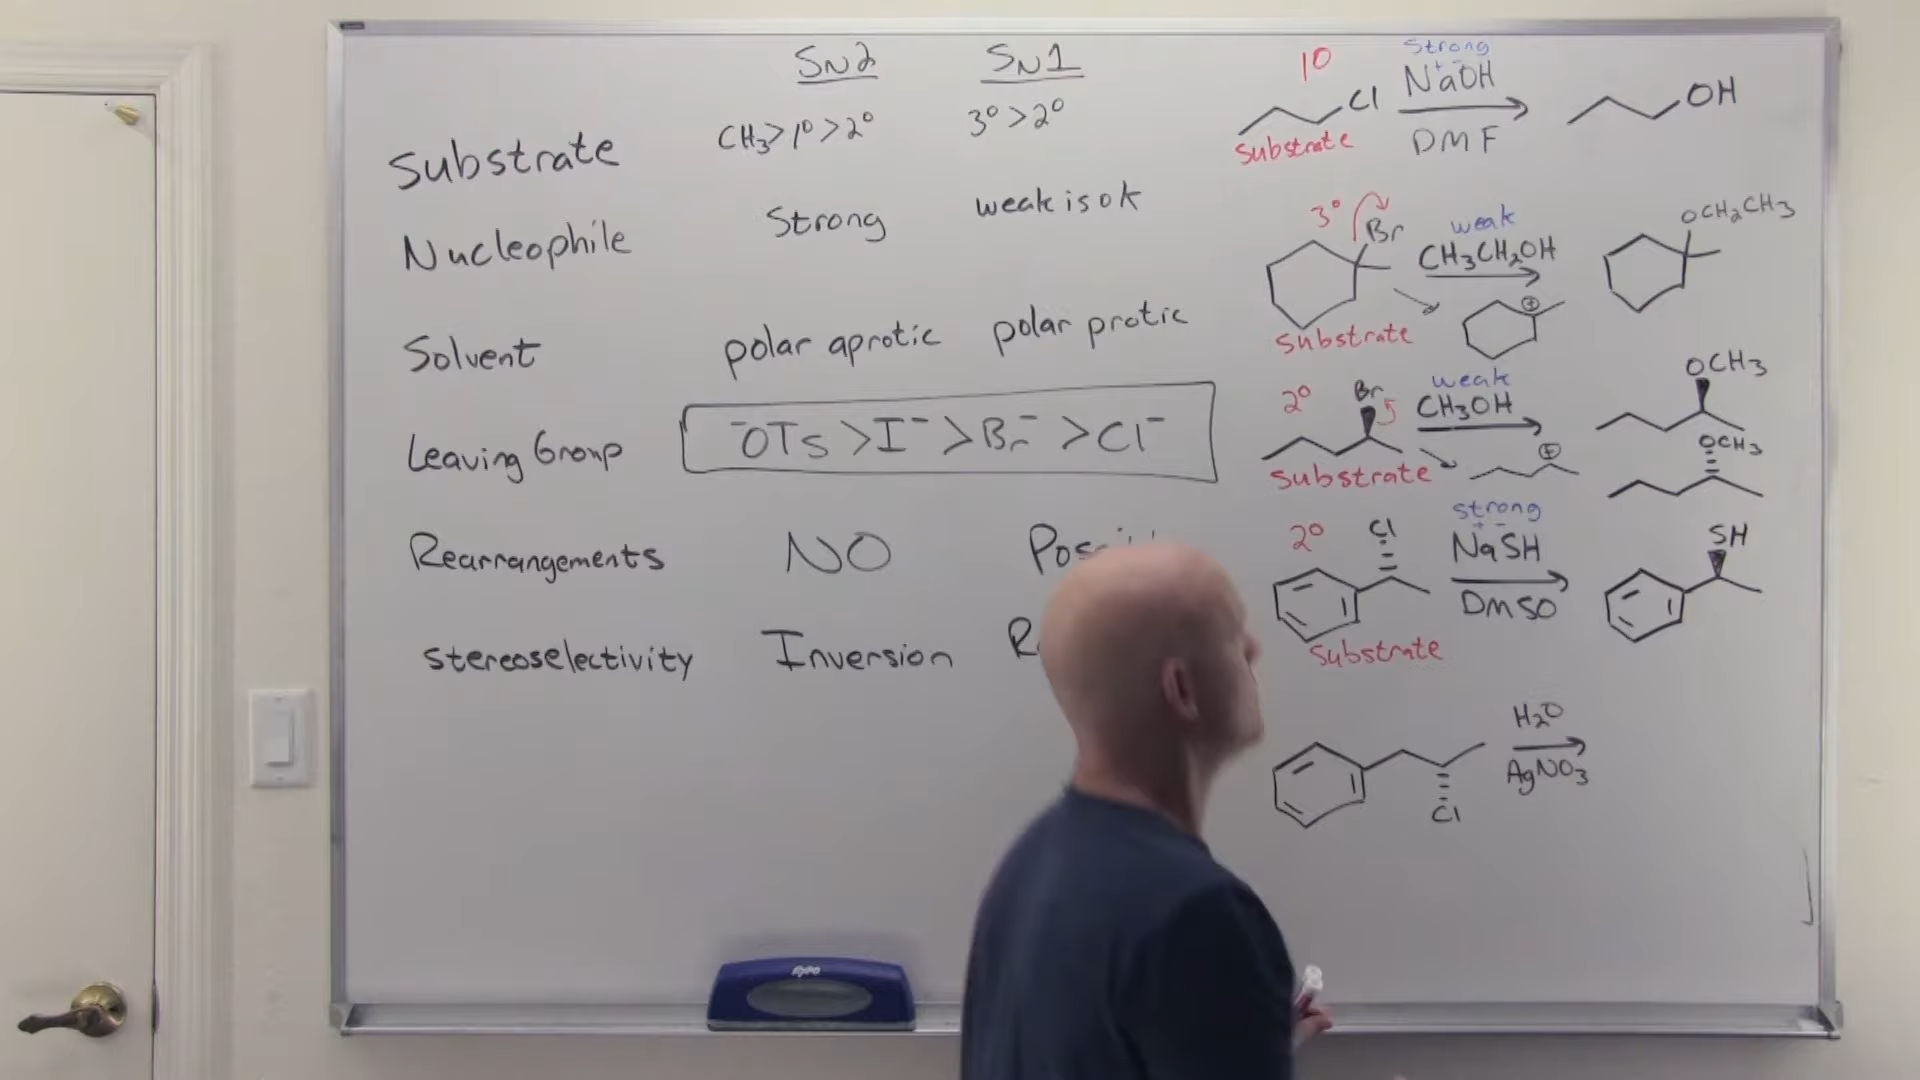 SN2 SN1
Substrate CH3>1°>2° 3°>2°
Nucleophile Strong weak is ok
Solvent polar aprotic polar protic
Leaving Group ⁻OTs >I⁻ >Br⁻ >Cl⁻
Rearrangements NO
stereoselectivity Inversion
1° strong
Cl NaOH + - OH
Substrate DMF
3° Br weak OCH2CH3
CH3CH2OH
Substrate ⊕
2° Br weak OCH3
CH3OH
OCH3
Substrate ⊕
2° Cl strong SH
+ -
NaSH
DMSO
Substrate
H2O
AgNO3
Cl
EXPO